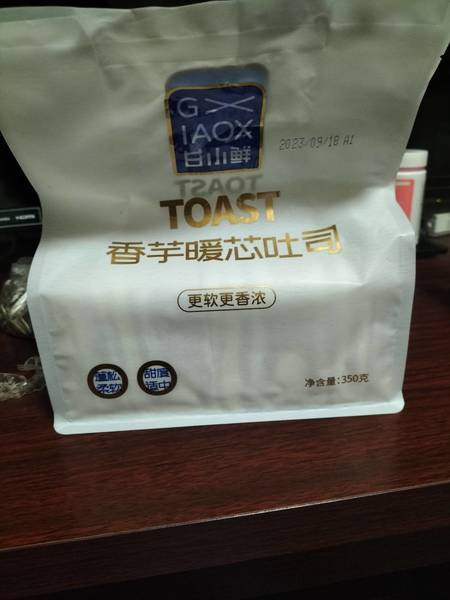 G
IAOX
甘小鲜
2023/09/18 A1
TOAST
TOAST
香芋暖芯吐司
更软更香浓
蓬松
柔软
甜度
适中
净含量:350克